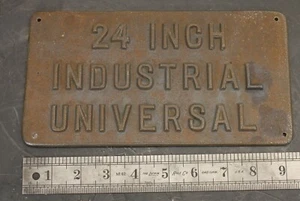 24 INCH
INDUSTRIAL
UNIVERSAL
1 2 3 4 5 6 7 8 9